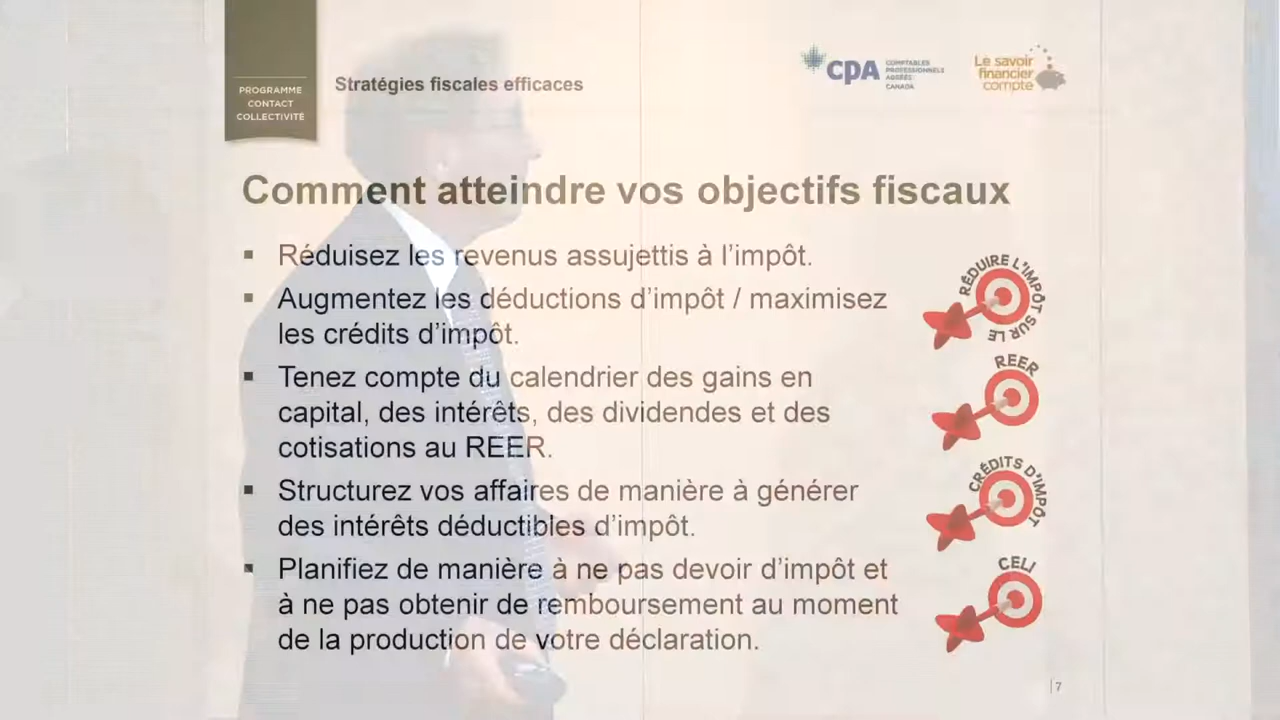 PROGRAMME
CONTACT
COLLECTIVITÉ
Stratégies fiscales efficaces
CPA
COMPTABLES
PROFESSIONNELS
AGRÉÉS
CANADA
Le savoir
financier
compte
Comment atteindre vos objectifs fiscaux
▪ Réduisez les revenus assujettis à l'impôt.
▪ Augmentez les déductions d'impôt / maximisez
les crédits d'impôt.
▪ Tenez compte du calendrier des gains en
capital, des intérêts, des dividendes et des
cotisations au REER.
▪ Structurez vos affaires de manière à générer
des intérêts déductibles d'impôt.
▪ Planifiez de manière à ne pas devoir d'impôt et
à ne pas obtenir de remboursement au moment
de la production de votre déclaration.
RÉDUIRE L'IMPÔT SUR LE
REER
CRÉDITS D'IMPÔT
CELI
7